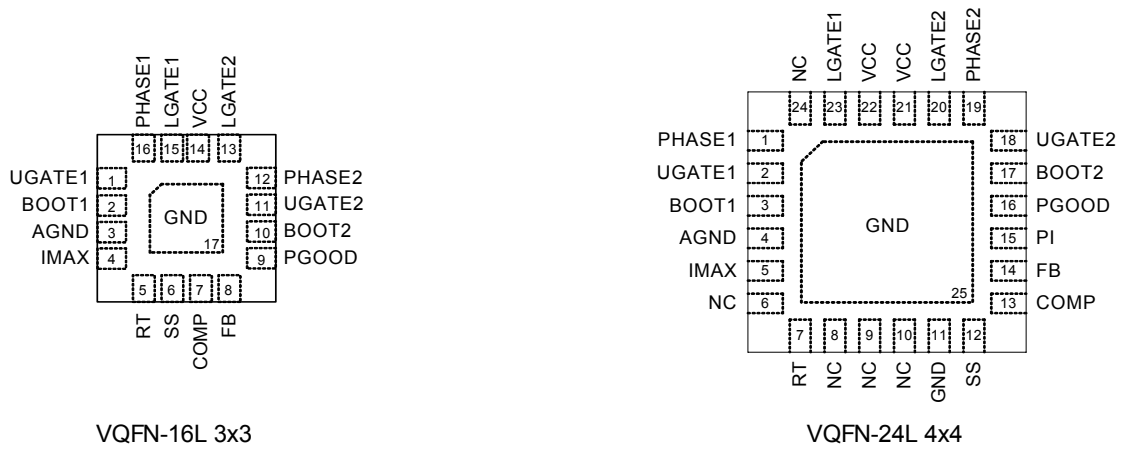 PHASE1
LGATE1
VCC
LGATE2
16
15
14
13
UGATE1
1
BOOT1
2
AGND
3
IMAX
4
GND
17
12
PHASE2
11
UGATE2
10
BOOT2
9
PGOOD
5
6
7
8
RT
SS
COMP
FB
VQFN-16L 3x3
NC
LGATE1
VCC
VCC
LGATE2
PHASE2
24
23
22
21
20
19
PHASE1
1
UGATE1
2
BOOT1
3
AGND
4
IMAX
5
NC
6
GND
25
18
UGATE2
17
BOOT2
16
PGOOD
15
PI
14
FB
13
COMP
7
8
9
10
11
12
RT
NC
NC
NC
GND
SS
VQFN-24L 4x4